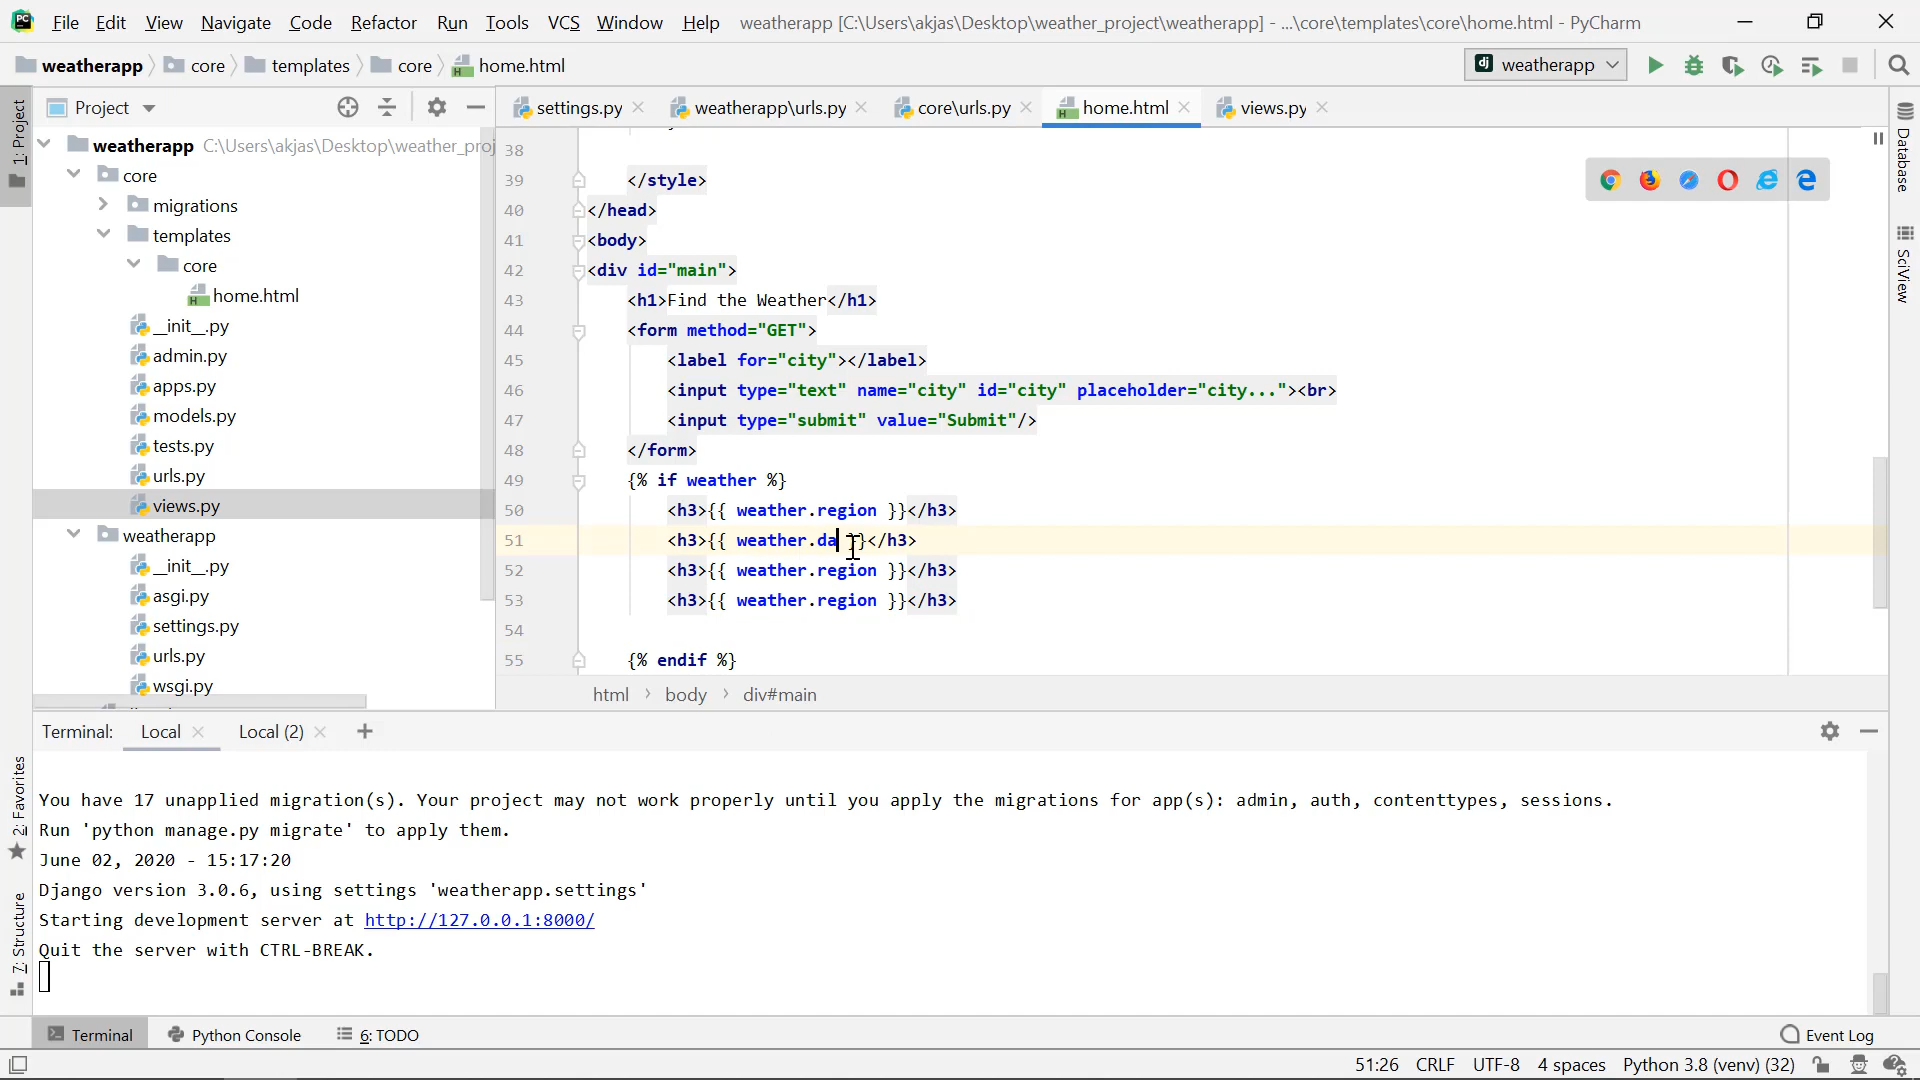 File Edit View Navigate Code Refactor Run Tools VCS Window Help weatherapp [C:\Users\akjas\Desktop\weather_project\weatherapp] - ...\core\templates\core\home.html - PyCharm
weatherapp core templates core home.html
weatherapp
Project
settings.py weatherapp\urls.py core\urls.py home.html views.py
1: Project
weatherapp C:\Users\akjas\Desktop\weather_proj
core
migrations
templates
core
home.html
__init__.py
admin.py
apps.py
models.py
tests.py
urls.py
views.py
weatherapp
__init__.py
asgi.py
settings.py
urls.py
wsgi.py
38
39 </style>
40 </head>
41 <body>
42 <div id="main">
43 <h1>Find the Weather</h1>
44 <form method="GET">
45 <label for="city"></label>
46 <input type="text" name="city" id="city" placeholder="city..."><br>
47 <input type="submit" value="Submit"/>
48 </form>
49 {% if weather %}
50 <h3>{{ weather.region }}</h3>
51 <h3>{{ weather.da }}</h3>
52 <h3>{{ weather.region }}</h3>
53 <h3>{{ weather.region }}</h3>
54
55 {% endif %}
html body div#main
Database
SciView
Terminal: Local Local (2)
You have 17 unapplied migration(s). Your project may not work properly until you apply the migrations for app(s): admin, auth, contenttypes, sessions.
Run 'python manage.py migrate' to apply them.
June 02, 2020 - 15:17:20
Django version 3.0.6, using settings 'weatherapp.settings'
Starting development server at http://127.0.0.1:8000/
Quit the server with CTRL-BREAK.
2: Favorites
7: Structure
Terminal Python Console 6: TODO Event Log
51:26 CRLF UTF-8 4 spaces Python 3.8 (venv) (32)